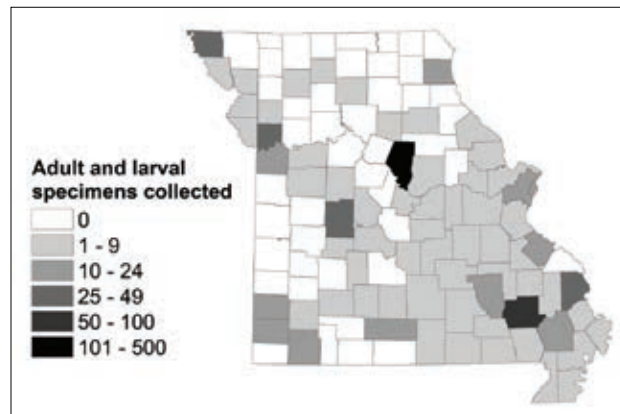 Adult and larval
specimens collected
0
1 - 9
10 - 24
25 - 49
50 - 100
101 - 500